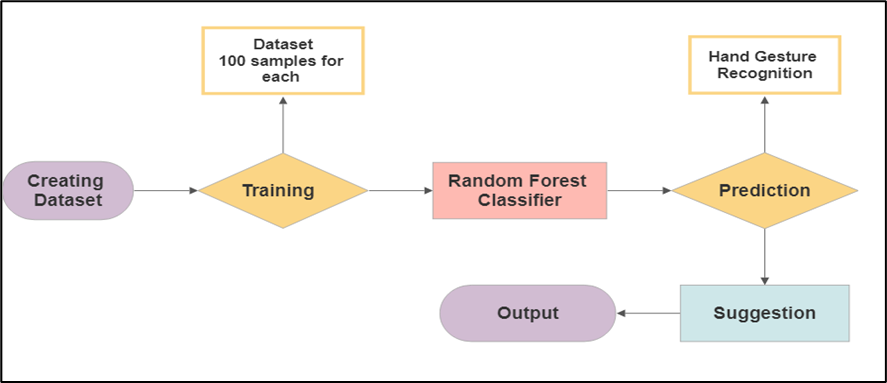 Dataset
100 samples for
each
Hand Gesture
Recognition
Creating
Dataset
Training
Random Forest
Classifier
Prediction
Output
Suggestion